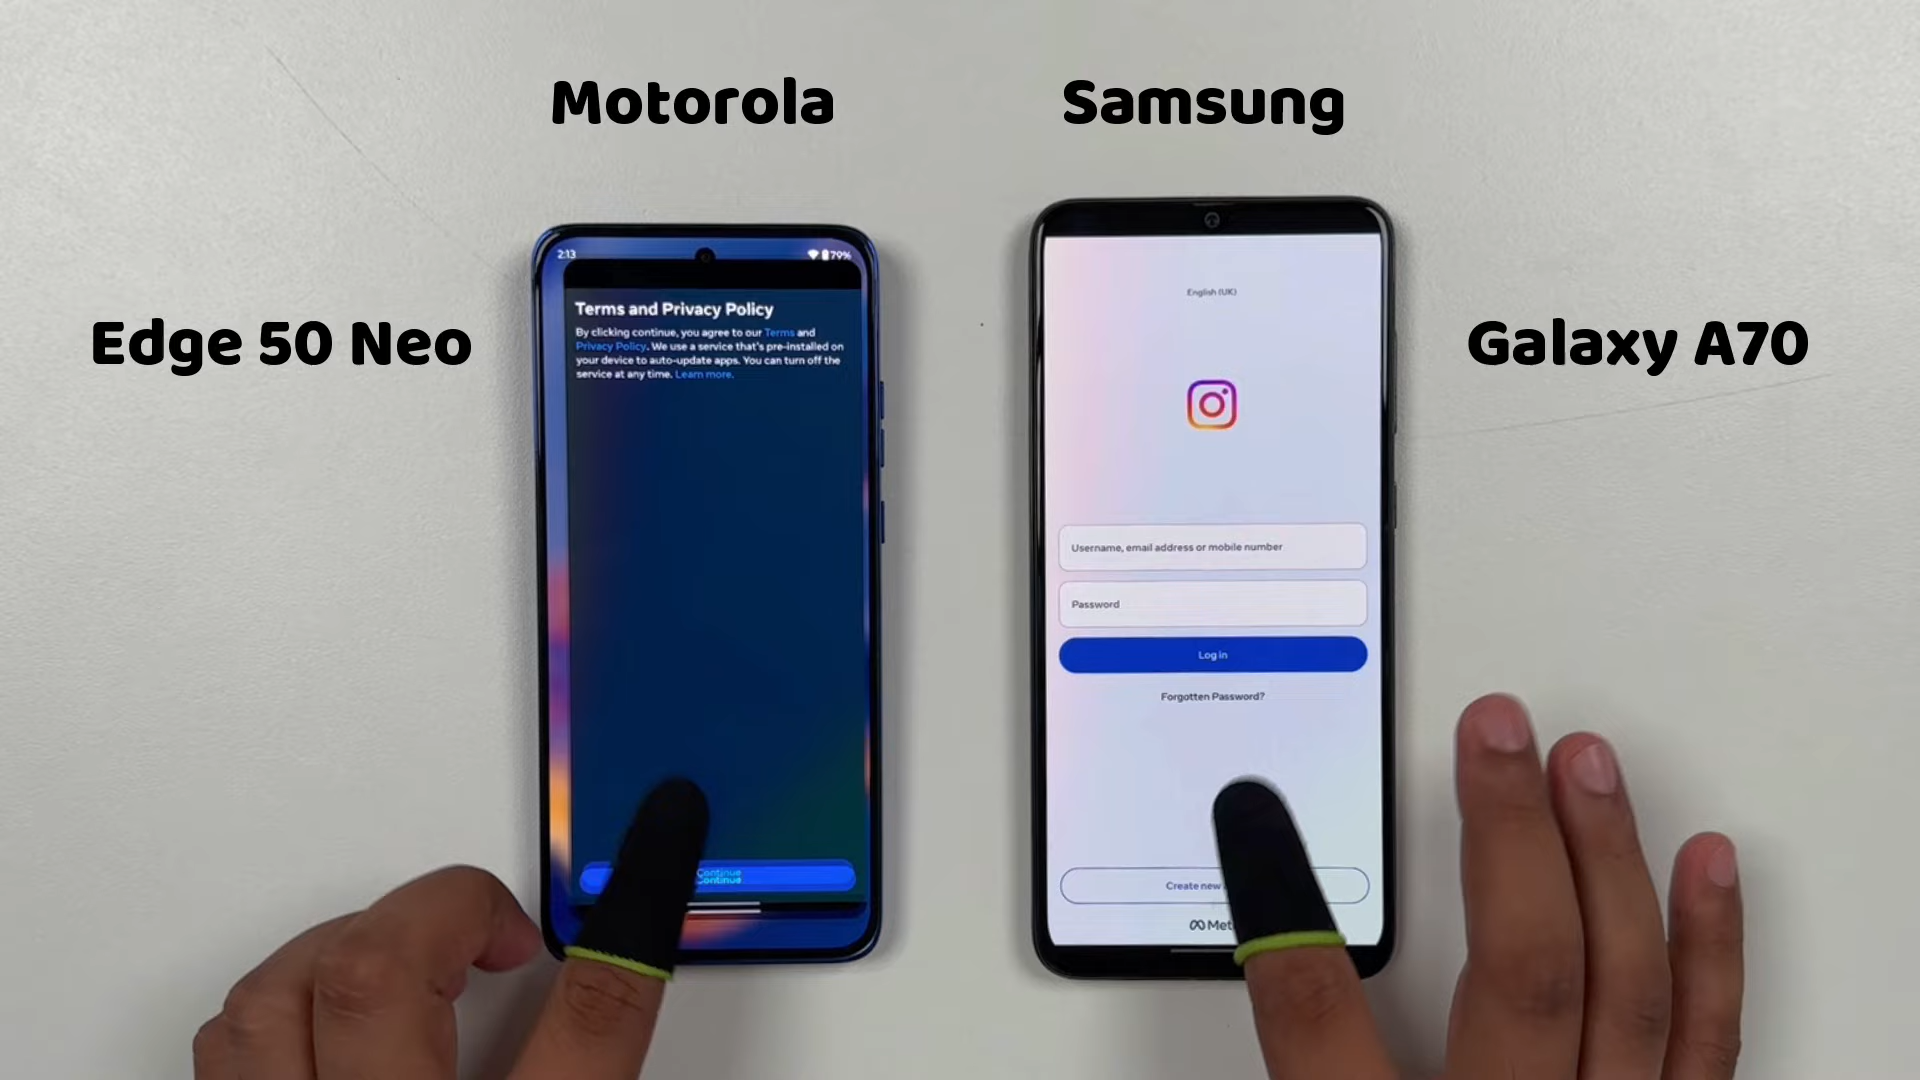 Motorola
Samsung
Edge 50 Neo
Galaxy A70
2:13
79%
Terms and Privacy Policy
By clicking continue, you agree to our Terms and
Privacy Policy. We use a service that's pre-installed on
your device to auto-update apps. You can turn off the
service at any time. Learn more.
Continue
Continue
English (UK)
Username, email address or mobile number
Password
Log in
Forgotten Password?
Create new
Met